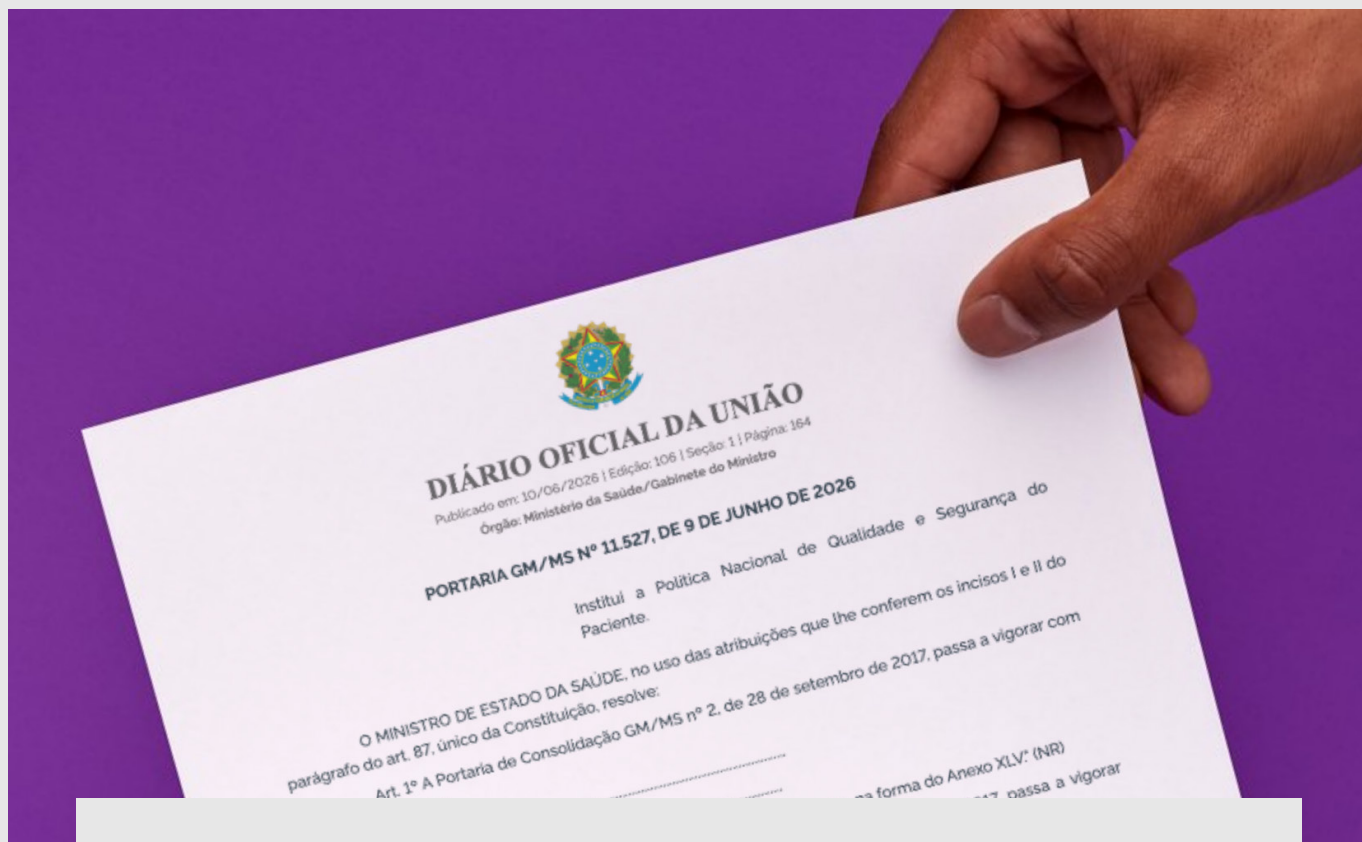 DIÁRIO OFICIAL DA UNIÃO
Publicado em: 10/06/2026 | Edição: 106 | Seção: 1 | Página: 164
Órgão: Ministério da Saúde/Gabinete do Ministro
PORTARIA GM/MS Nº 11.527, DE 9 DE JUNHO DE 2026
Institui a Política Nacional de Qualidade e Segurança do
Paciente.
O MINISTRO DE ESTADO DA SAÚDE, no uso das atribuições que lhe conferem os incisos I e II do
parágrafo do art. 87, único da Constituição, resolve:
Art. 1º A Portaria de Consolidação GM/MS nº 2, de 28 de setembro de 2017, passa a vigorar com
na forma do Anexo XLV." (NR)
passa a vigorar